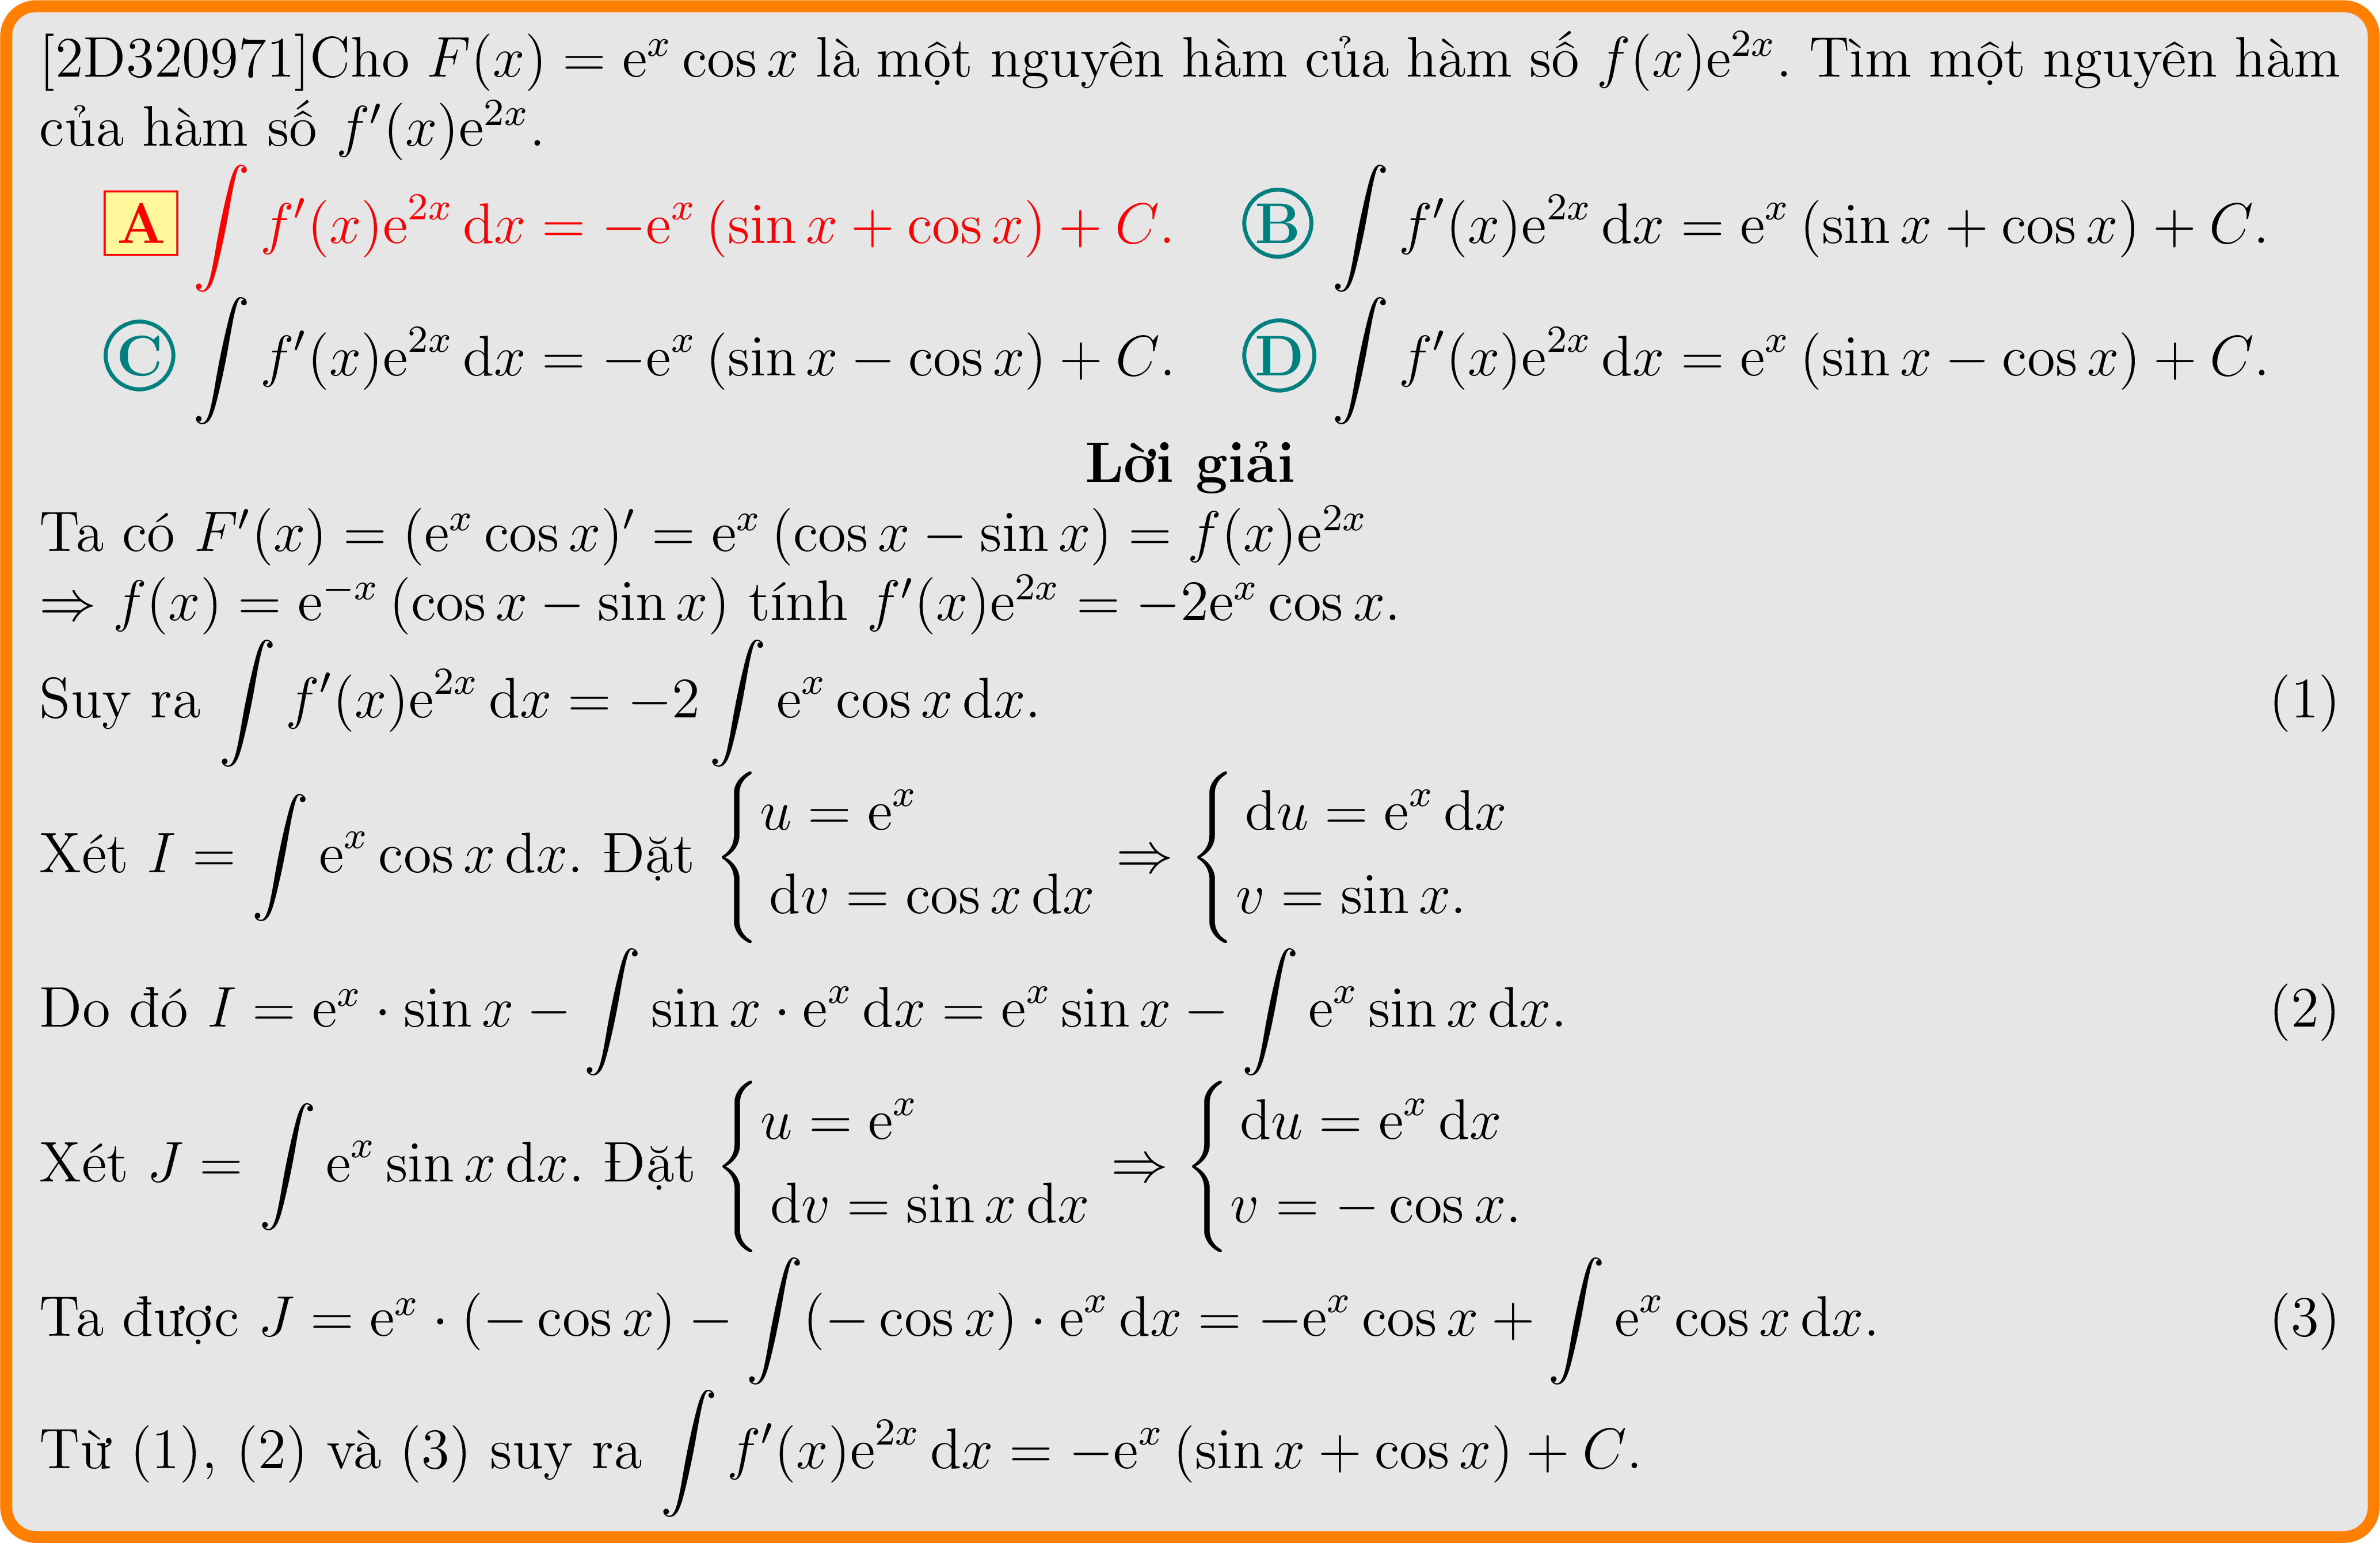 [2D320971]Cho $F(x) = \mathrm{e}^x \cos x$ là một nguyên hàm của hàm số $f(x)\mathrm{e}^{2x}$. Tìm một nguyên hàm
của hàm số $f'(x)\mathrm{e}^{2x}$.
A $\int f'(x)\mathrm{e}^{2x}\,\mathrm{d}x = -\mathrm{e}^x (\sin x + \cos x) + C$. B $\int f'(x)\mathrm{e}^{2x}\,\mathrm{d}x = \mathrm{e}^x (\sin x + \cos x) + C$.
C $\int f'(x)\mathrm{e}^{2x}\,\mathrm{d}x = -\mathrm{e}^x (\sin x - \cos x) + C$. D $\int f'(x)\mathrm{e}^{2x}\,\mathrm{d}x = \mathrm{e}^x (\sin x - \cos x) + C$.
Lời giải
Ta có $F'(x) = (\mathrm{e}^x \cos x)' = \mathrm{e}^x (\cos x - \sin x) = f(x)\mathrm{e}^{2x}$
$\Rightarrow f(x) = \mathrm{e}^{-x} (\cos x - \sin x)$ tính $f'(x)\mathrm{e}^{2x} = -2\mathrm{e}^x \cos x$.
Suy ra $\int f'(x)\mathrm{e}^{2x}\,\mathrm{d}x = -2 \int \mathrm{e}^x \cos x\,\mathrm{d}x$. (1)
Xét $I = \int \mathrm{e}^x \cos x\,\mathrm{d}x$. Đặt $\begin{cases} u = \mathrm{e}^x \\ \mathrm{d}v = \cos x\,\mathrm{d}x \end{cases} \Rightarrow \begin{cases} \mathrm{d}u = \mathrm{e}^x\,\mathrm{d}x \\ v = \sin x. \end{cases}$
Do đó $I = \mathrm{e}^x \cdot \sin x - \int \sin x \cdot \mathrm{e}^x\,\mathrm{d}x = \mathrm{e}^x \sin x - \int \mathrm{e}^x \sin x\,\mathrm{d}x$. (2)
Xét $J = \int \mathrm{e}^x \sin x\,\mathrm{d}x$. Đặt $\begin{cases} u = \mathrm{e}^x \\ \mathrm{d}v = \sin x\,\mathrm{d}x \end{cases} \Rightarrow \begin{cases} \mathrm{d}u = \mathrm{e}^x\,\mathrm{d}x \\ v = -\cos x. \end{cases}$
Ta được $J = \mathrm{e}^x \cdot (-\cos x) - \int (-\cos x) \cdot \mathrm{e}^x\,\mathrm{d}x = -\mathrm{e}^x \cos x + \int \mathrm{e}^x \cos x\,\mathrm{d}x$. (3)
Từ (1), (2) và (3) suy ra $\int f'(x)\mathrm{e}^{2x}\,\mathrm{d}x = -\mathrm{e}^x (\sin x + \cos x) + C$.